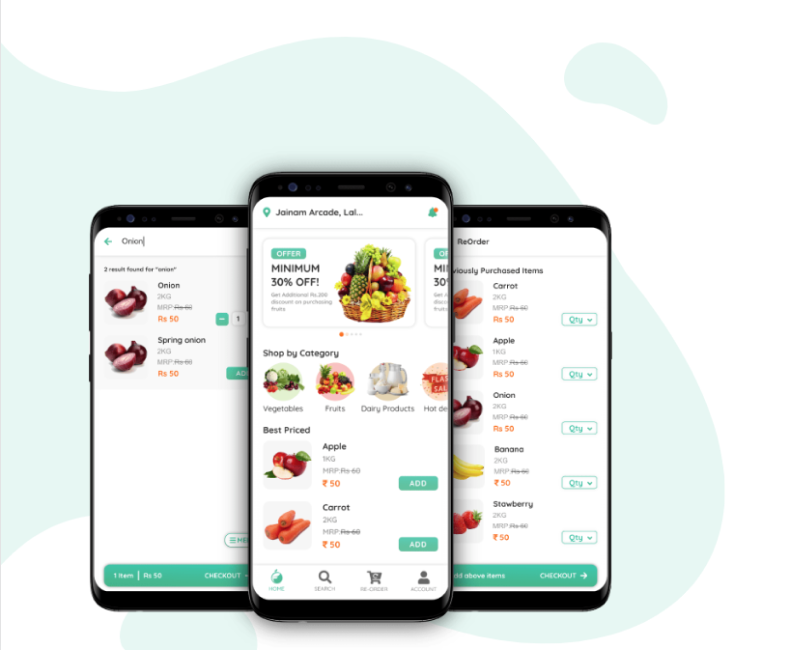 Onion
2 result found for "onion"
Onion
2KG
MRP:Rs 60
Rs 50
1
Spring onion
2KG
MRP:Rs 60
Rs 50
1 Item | Rs 50
CHECKOUT
Jainam Arcade, Lal...
OFFER
MINIMUM
30% OFF!
Get Additional Rs.200
discount on purchasing
fruits
Shop by Category
Vegetables
Fruits
Dairy Products
Hot de
Best Priced
Apple
1KG
MRP:Rs 60
₹ 50
ADD
Carrot
2KG
MRP:Rs 60
₹ 50
ADD
HOME
SEARCH
RE-ORDER
ACCOUNT
ReOrder
viously Purchased Items
Carrot
2KG
MRP:Rs 60
Rs 50
Qty
Apple
1KG
MRP:Rs 60
Rs 50
Qty
Onion
2KG
MRP:Rs 60
Rs 50
Qty
Banana
2KG
MRP:Rs 60
₹ 50
Qty
Stawberry
2KG
MRP:Rs 60
₹ 50
Qty
above items
CHECKOUT